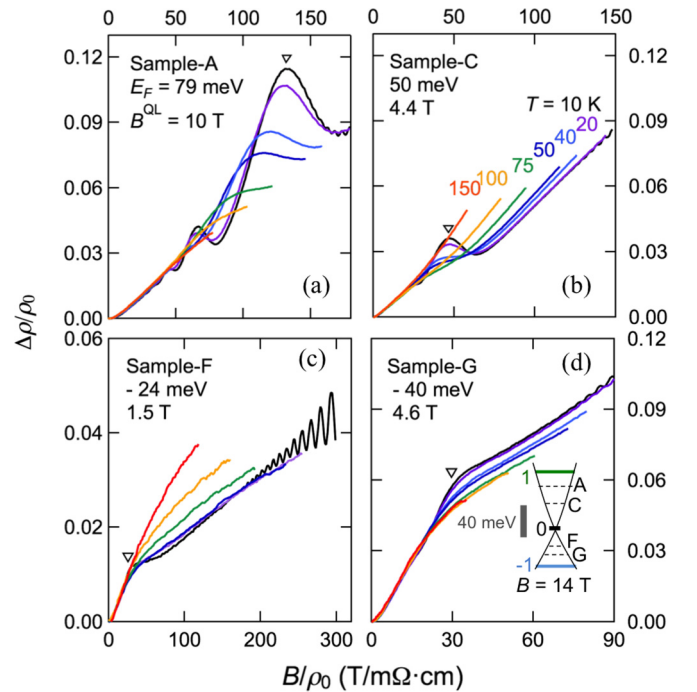 0 50 100 150
0 50 100 150
0.12
0.09
0.06
0.03
0.00
Sample-A
E_F = 79 meV
B^QL = 10 T
(a)
Sample-C
50 meV
4.4 T
T = 10 K
150
100
75
50
40
20
(b)
0.12
0.09
0.06
0.03
0.00
Δρ/ρ₀
0.06
0.04
0.02
0.00
Sample-F
- 24 meV
1.5 T
(c)
Sample-G
- 40 meV
4.6 T
(d)
1
A
C
40 meV
0
F
G
-1
B = 14 T
0.12
0.09
0.06
0.03
0.00
0 100 200 300
0 30 60 90
B/ρ₀ (T/mΩ·cm)